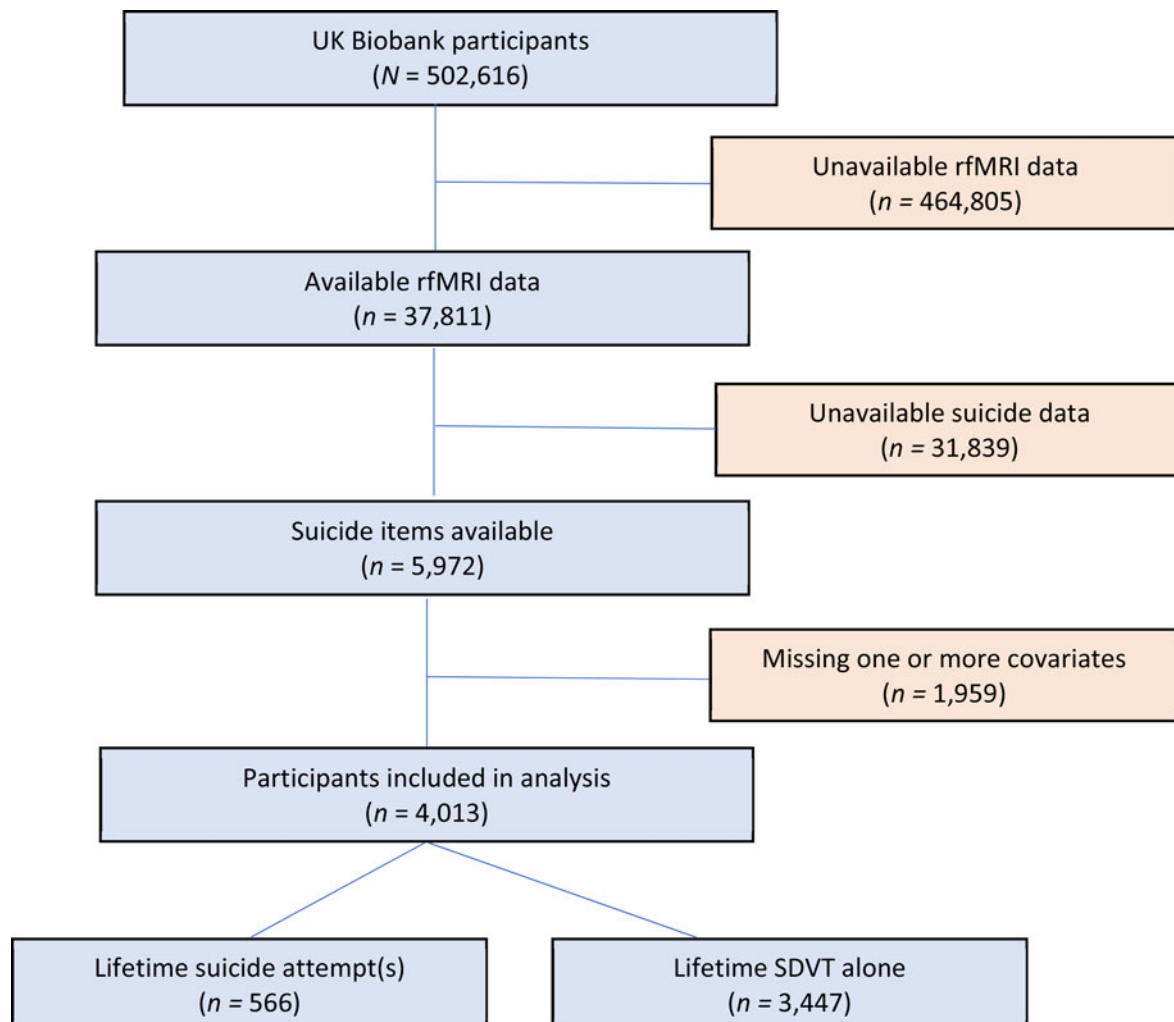 UK Biobank participants
(N = 502,616)
Unavailable rfMRI data
(n = 464,805)
Available rfMRI data
(n = 37,811)
Unavailable suicide data
(n = 31,839)
Suicide items available
(n = 5,972)
Missing one or more covariates
(n = 1,959)
Participants included in analysis
(n = 4,013)
Lifetime suicide attempt(s)
(n = 566)
Lifetime SDVT alone
(n = 3,447)